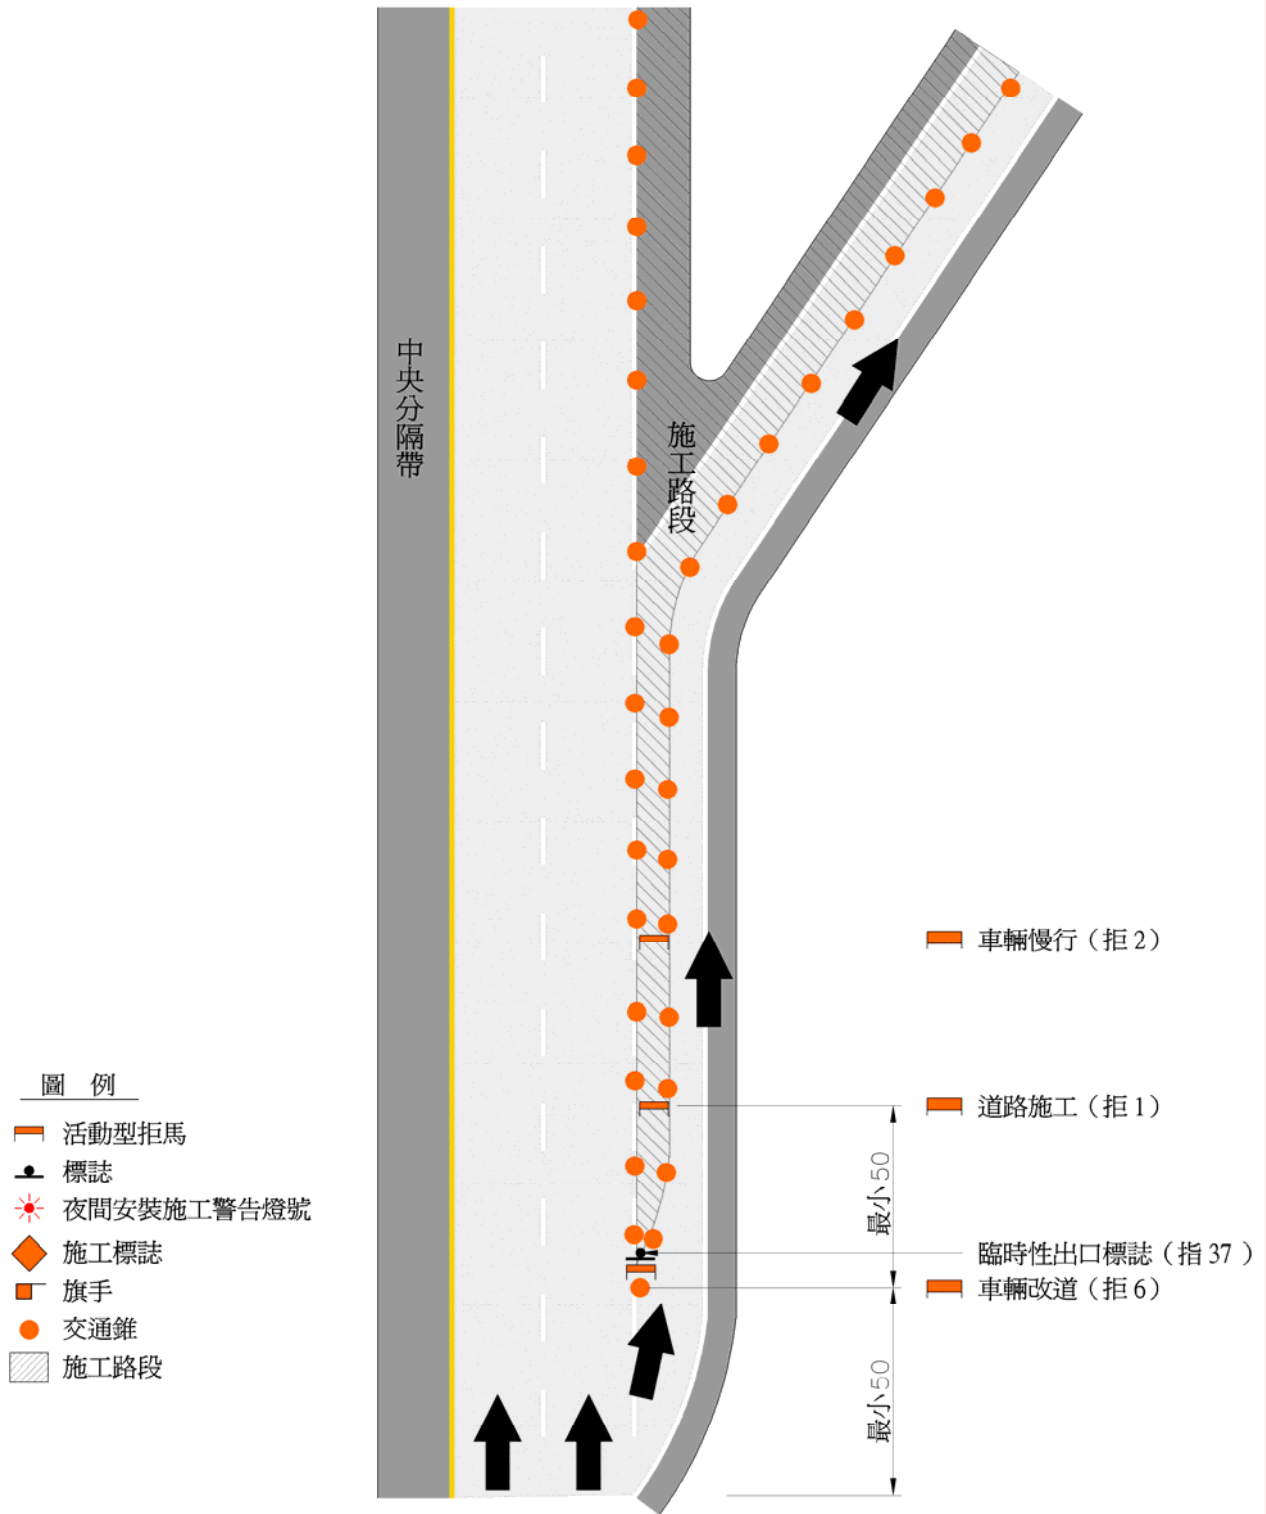 中央分隔帶
施工路段
車輛慢行（拒2）
道路施工（拒1）
最小50
臨時性出口標誌（指37）
車輛改道（拒6）
最小50
圖 例
活動型拒馬
標誌
夜間安裝施工警告燈號
施工標誌
旗手
交通錐
施工路段